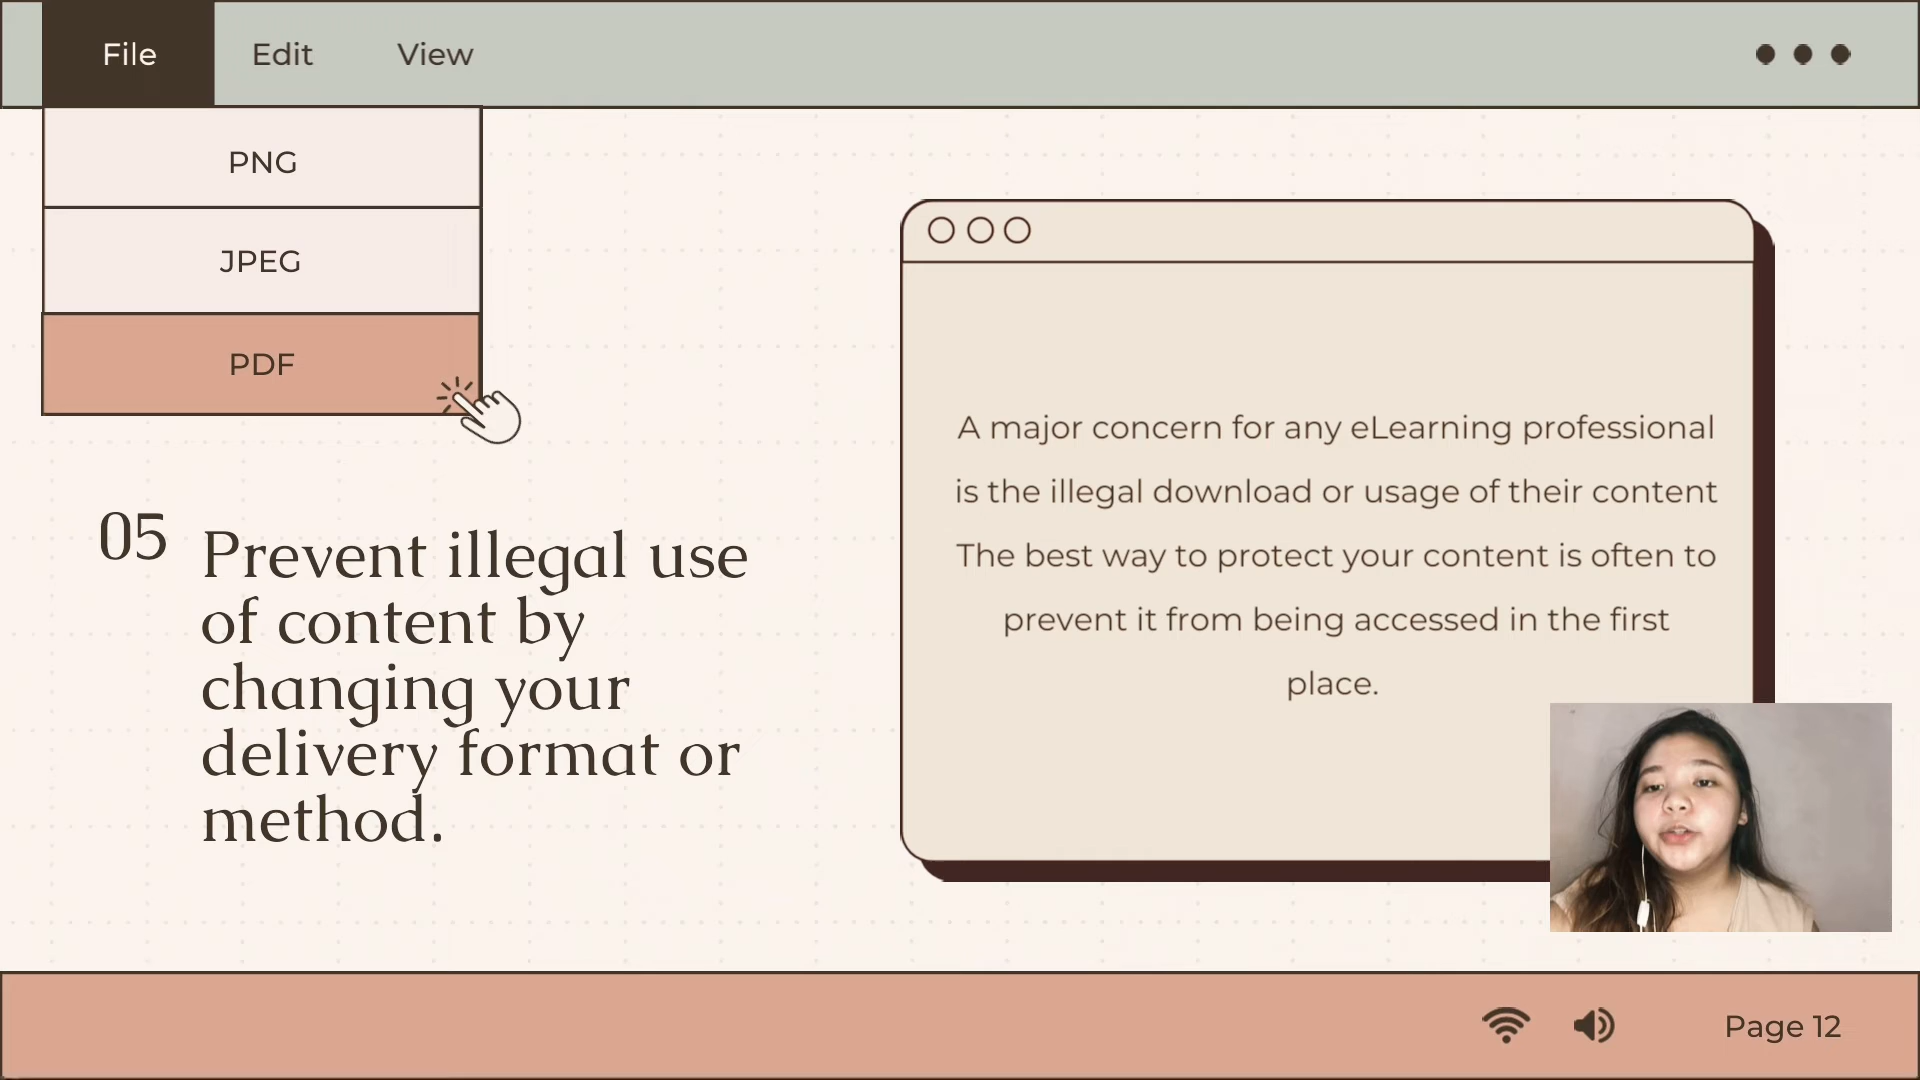 File Edit View
PNG
JPEG
PDF
05
Prevent illegal use
of content by
changing your
delivery format or
method.
A major concern for any eLearning professional
is the illegal download or usage of their content
The best way to protect your content is often to
prevent it from being accessed in the first
place.
Page 12